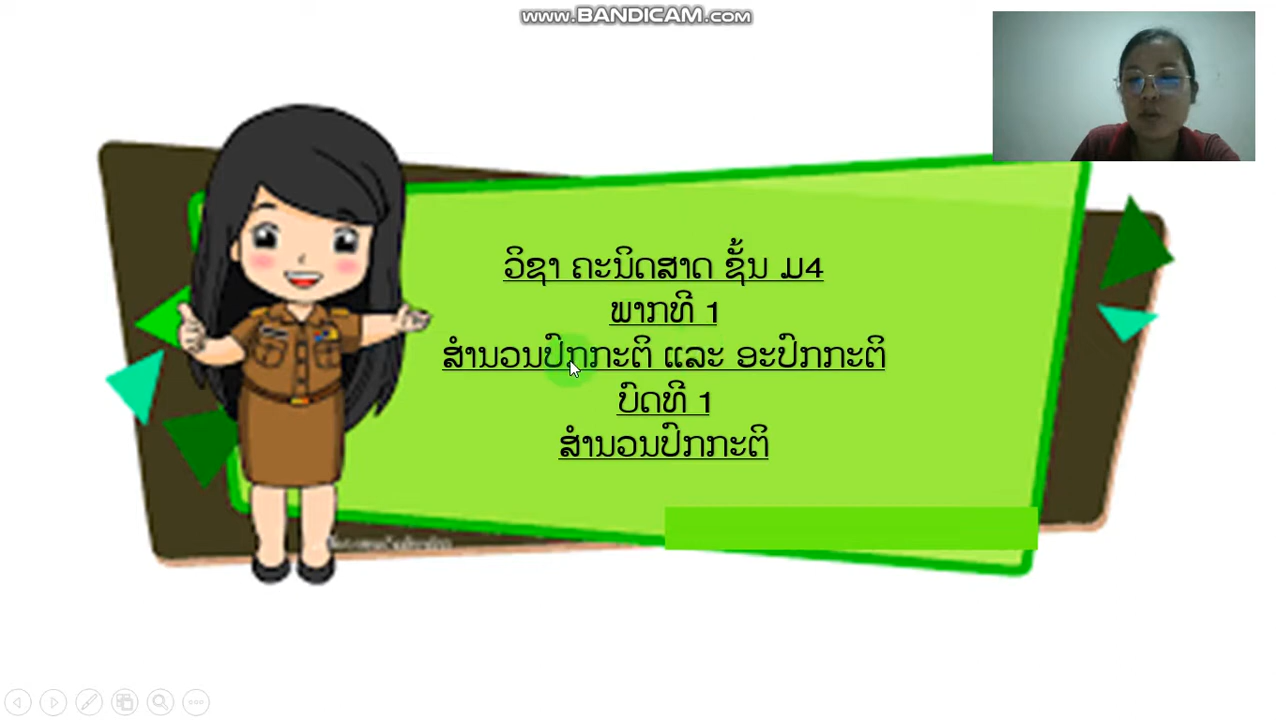 www.BANDICAM.com
ວິຊາ ຄະນິດສາດ ຊັ້ນ ມ4
ພາກທີ 1
ສຳນວນປົກກະຕິ ແລະ ອະປົກກະຕິ
ບົດທີ 1
ສຳນວນປົກກະຕິ